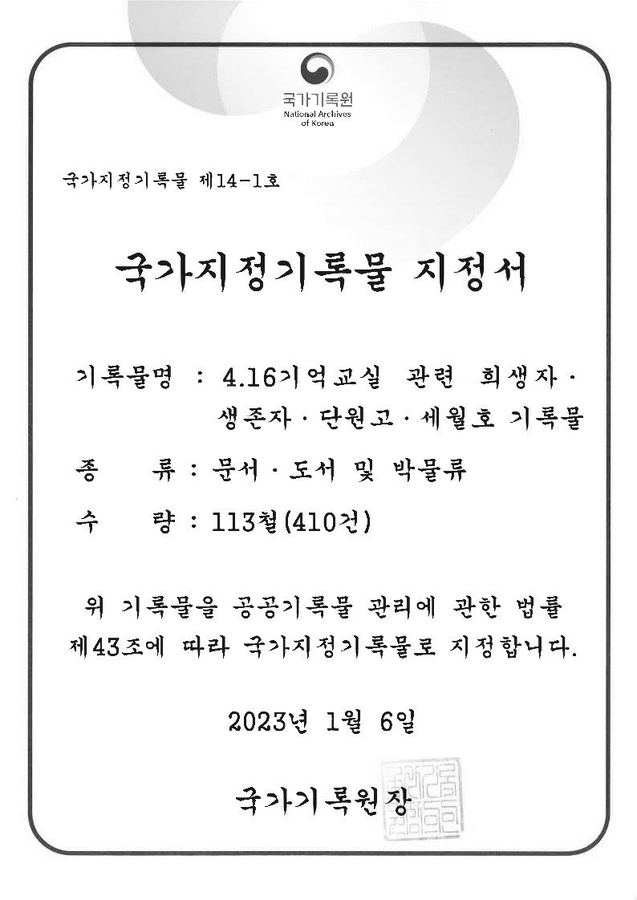 국가기록원
National Archives
of Korea
국가지정기록물 제14-1호
국가지정기록물 지정서
기록물명 : 4.16기억교실 관련 희생자·
생존자·단원고·세월호 기록물
종 류 : 문서·도서 및 박물류
수 량 : 113철(410건)
위 기록물을 공공기록물 관리에 관한 법률
제43조에 따라 국가지정기록물로 지정합니다.
2023년 1월 6일
국가기록원장